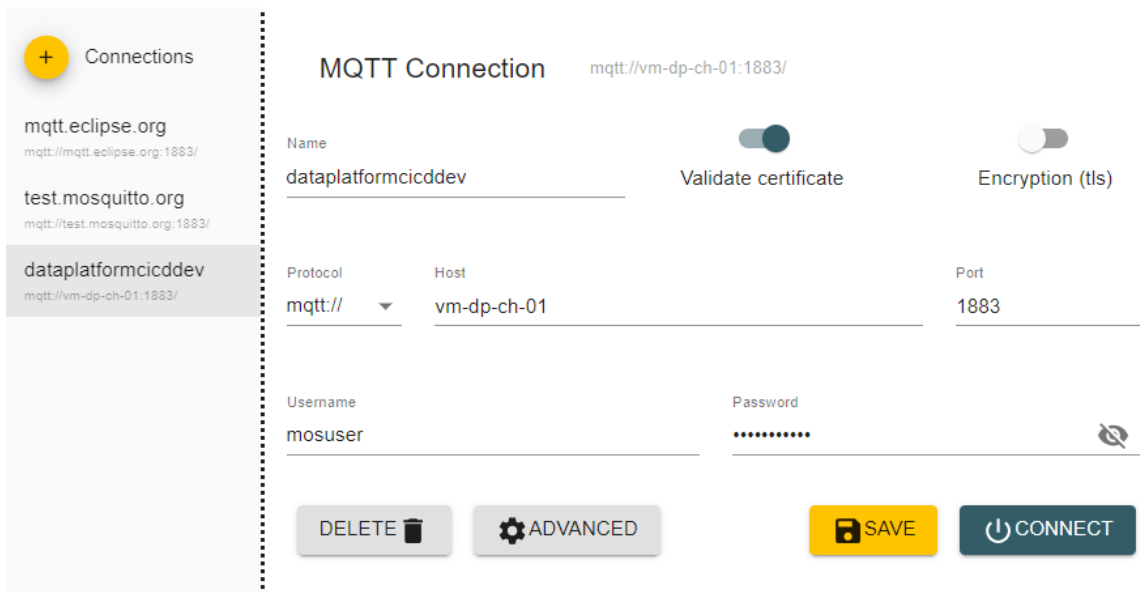 + Connections
mqtt.eclipse.org
mqtt://mqtt.eclipse.org:1883/
test.mosquitto.org
mqtt://test.mosquitto.org:1883/
dataplatformcicddev
mqtt://vm-dp-ch-01:1883/
MQTT Connection mqtt://vm-dp-ch-01:1883/
Name
dataplatformcicddev
Validate certificate Encryption (tls)
Protocol Host Port
mqtt:// vm-dp-ch-01 1883
Username Password
mosuser •••••••••••
DELETE ADVANCED SAVE CONNECT